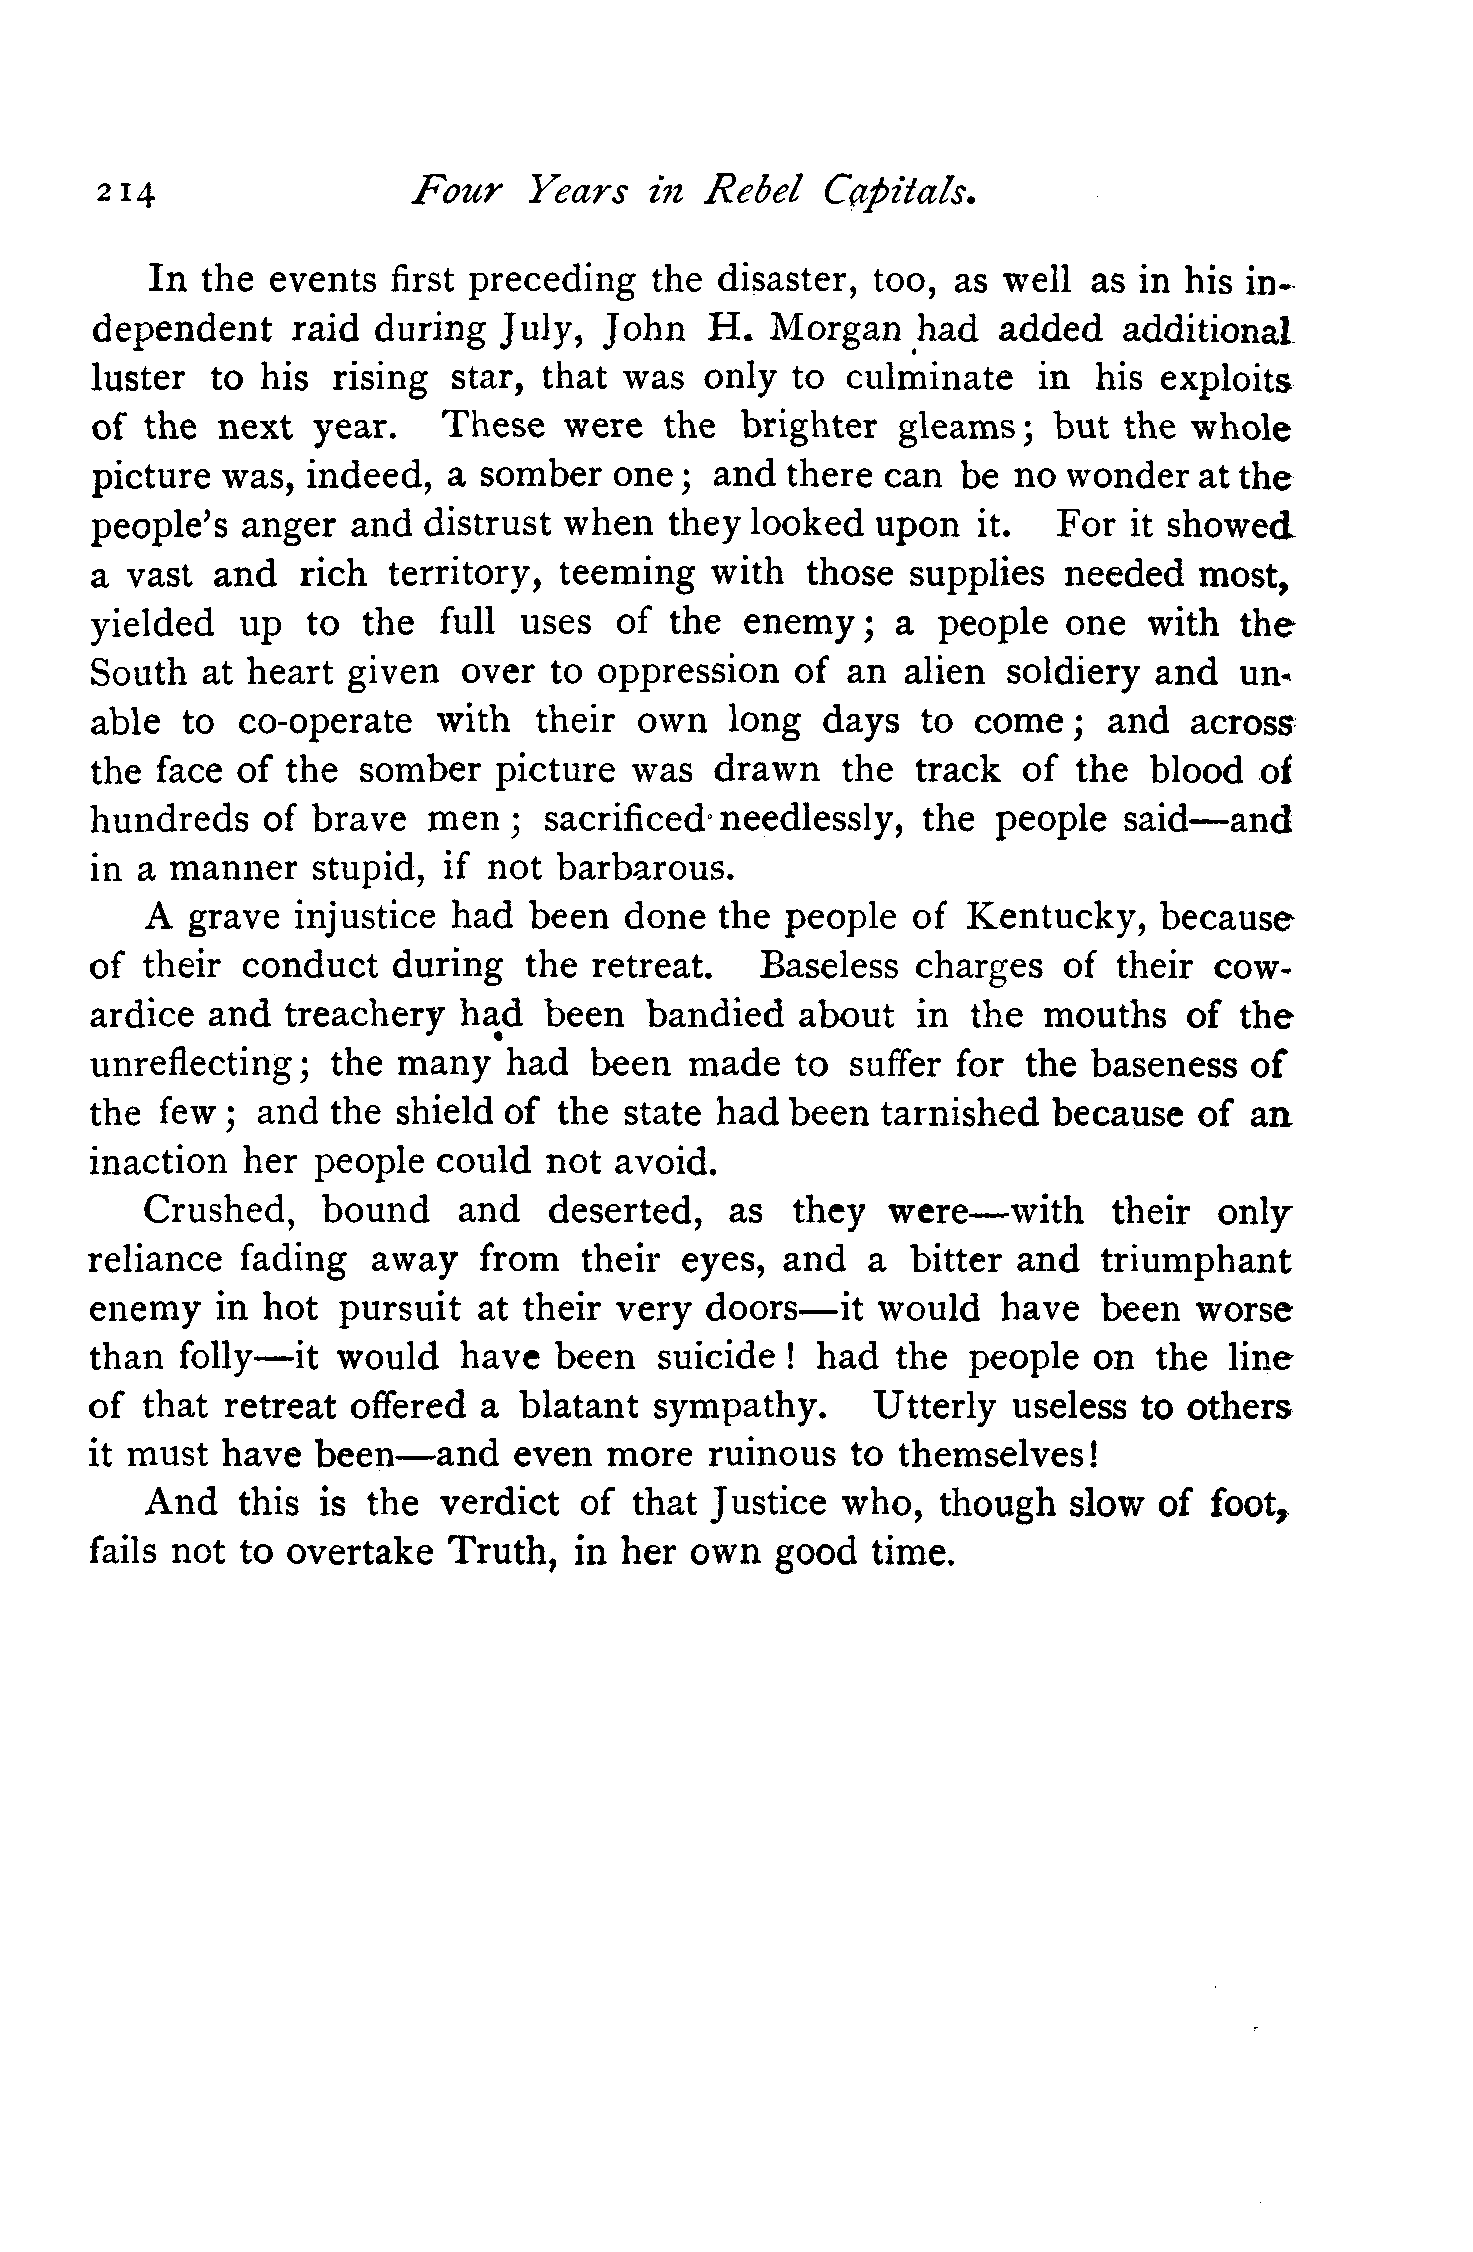 214 Four Years in Rebel Capitals.
In the events first preceding the disaster, too, as well as in his in-
dependent raid during July, John H. Morgan had added additional
luster to his rising star, that was only to culminate in his exploits
of the next year. These were the brighter gleams; but the whole
picture was, indeed, a somber one; and there can be no wonder at the
people's anger and distrust when they looked upon it. For it showed
a vast and rich territory, teeming with those supplies needed most,
yielded up to the full uses of the enemy; a people one with the
South at heart given over to oppression of an alien soldiery and un-
able to co-operate with their own long days to come; and across
the face of the somber picture was drawn the track of the blood of
hundreds of brave men; sacrificed needlessly, the people said—and
in a manner stupid, if not barbarous.
A grave injustice had been done the people of Kentucky, because
of their conduct during the retreat. Baseless charges of their cow-
ardice and treachery had been bandied about in the mouths of the
unreflecting; the many had been made to suffer for the baseness of
the few; and the shield of the state had been tarnished because of an
inaction her people could not avoid.
Crushed, bound and deserted, as they were—with their only
reliance fading away from their eyes, and a bitter and triumphant
enemy in hot pursuit at their very doors—it would have been worse
than folly—it would have been suicide! had the people on the line
of that retreat offered a blatant sympathy. Utterly useless to others
it must have been—and even more ruinous to themselves!
And this is the verdict of that Justice who, though slow of foot,
fails not to overtake Truth, in her own good time.